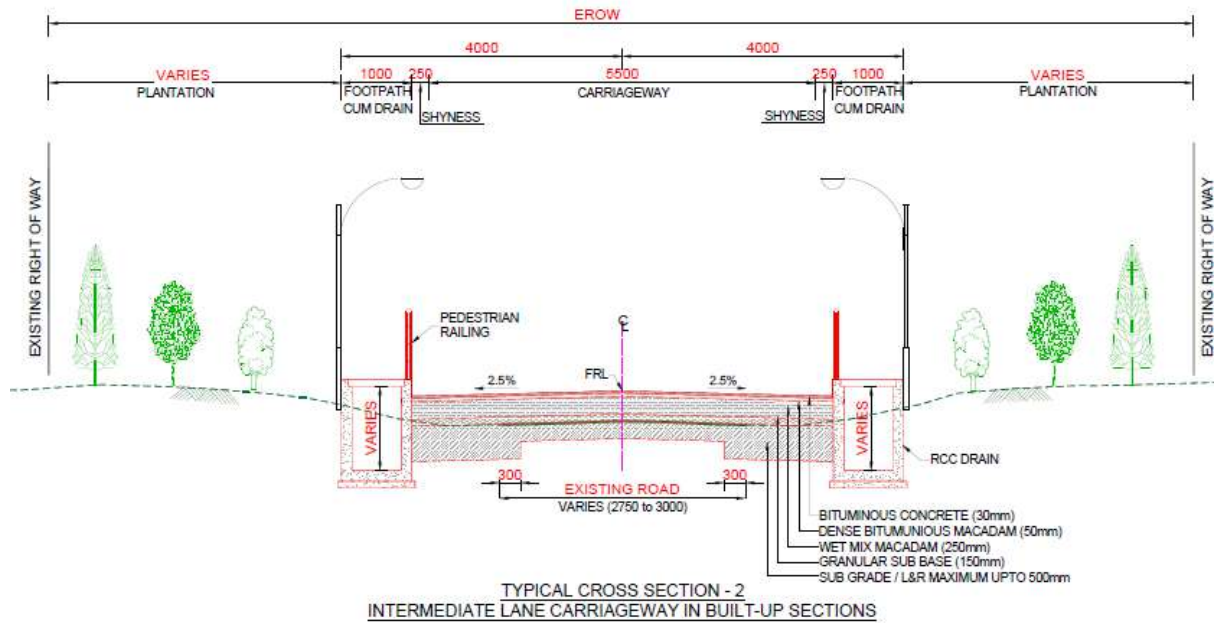 EROW
4000 4000
VARIES 1000 250 5500 250 1000 VARIES
PLANTATION FOOTPATH CARRIAGEWAY FOOTPATH PLANTATION
CUM DRAIN CUM DRAIN
SHYNESS SHYNESS
EXISTING RIGHT OF WAY
EXISTING RIGHT OF WAY
PEDESTRIAN
RAILING
℄
FRL
2.5% 2.5%
VARIES VARIES
RCC DRAIN
300 300
EXISTING ROAD
VARIES (2750 to 3000)
BITUMINOUS CONCRETE (30mm)
DENSE BITUMUNIOUS MACADAM (50mm)
WET MIX MACADAM (250mm)
GRANULAR SUB BASE (150mm)
SUB GRADE / L&R MAXIMUM UPTO 500mm
TYPICAL CROSS SECTION - 2
INTERMEDIATE LANE CARRIAGEWAY IN BUILT-UP SECTIONS